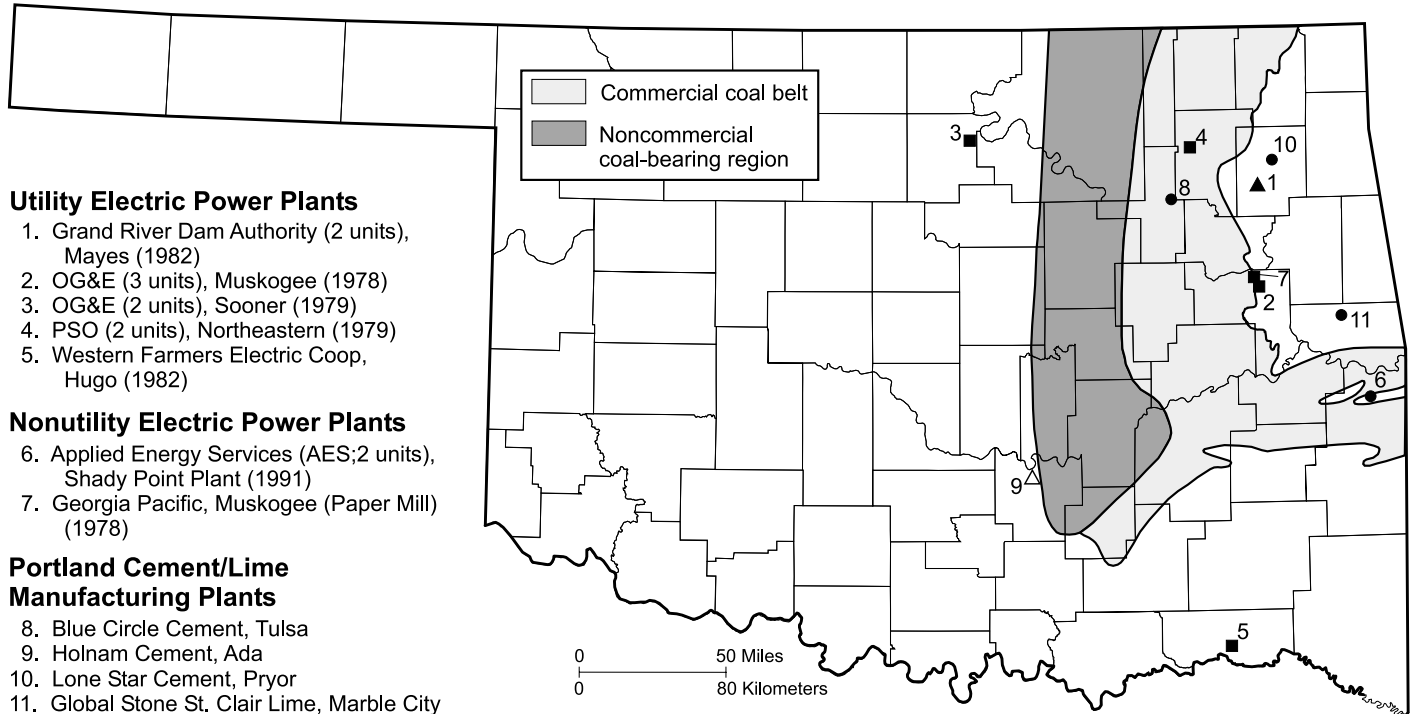 Commercial coal belt
Noncommercial
coal-bearing region
3
4
10
1
8
7
2
11
6
9
5
Utility Electric Power Plants
1. Grand River Dam Authority (2 units),
Mayes (1982)
2. OG&E (3 units), Muskogee (1978)
3. OG&E (2 units), Sooner (1979)
4. PSO (2 units), Northeastern (1979)
5. Western Farmers Electric Coop,
Hugo (1982)
Nonutility Electric Power Plants
6. Applied Energy Services (AES;2 units),
Shady Point Plant (1991)
7. Georgia Pacific, Muskogee (Paper Mill)
(1978)
Portland Cement/Lime
Manufacturing Plants
8. Blue Circle Cement, Tulsa
9. Holnam Cement, Ada
10. Lone Star Cement, Pryor
11. Global Stone St. Clair Lime, Marble City
0 50 Miles
0 80 Kilometers